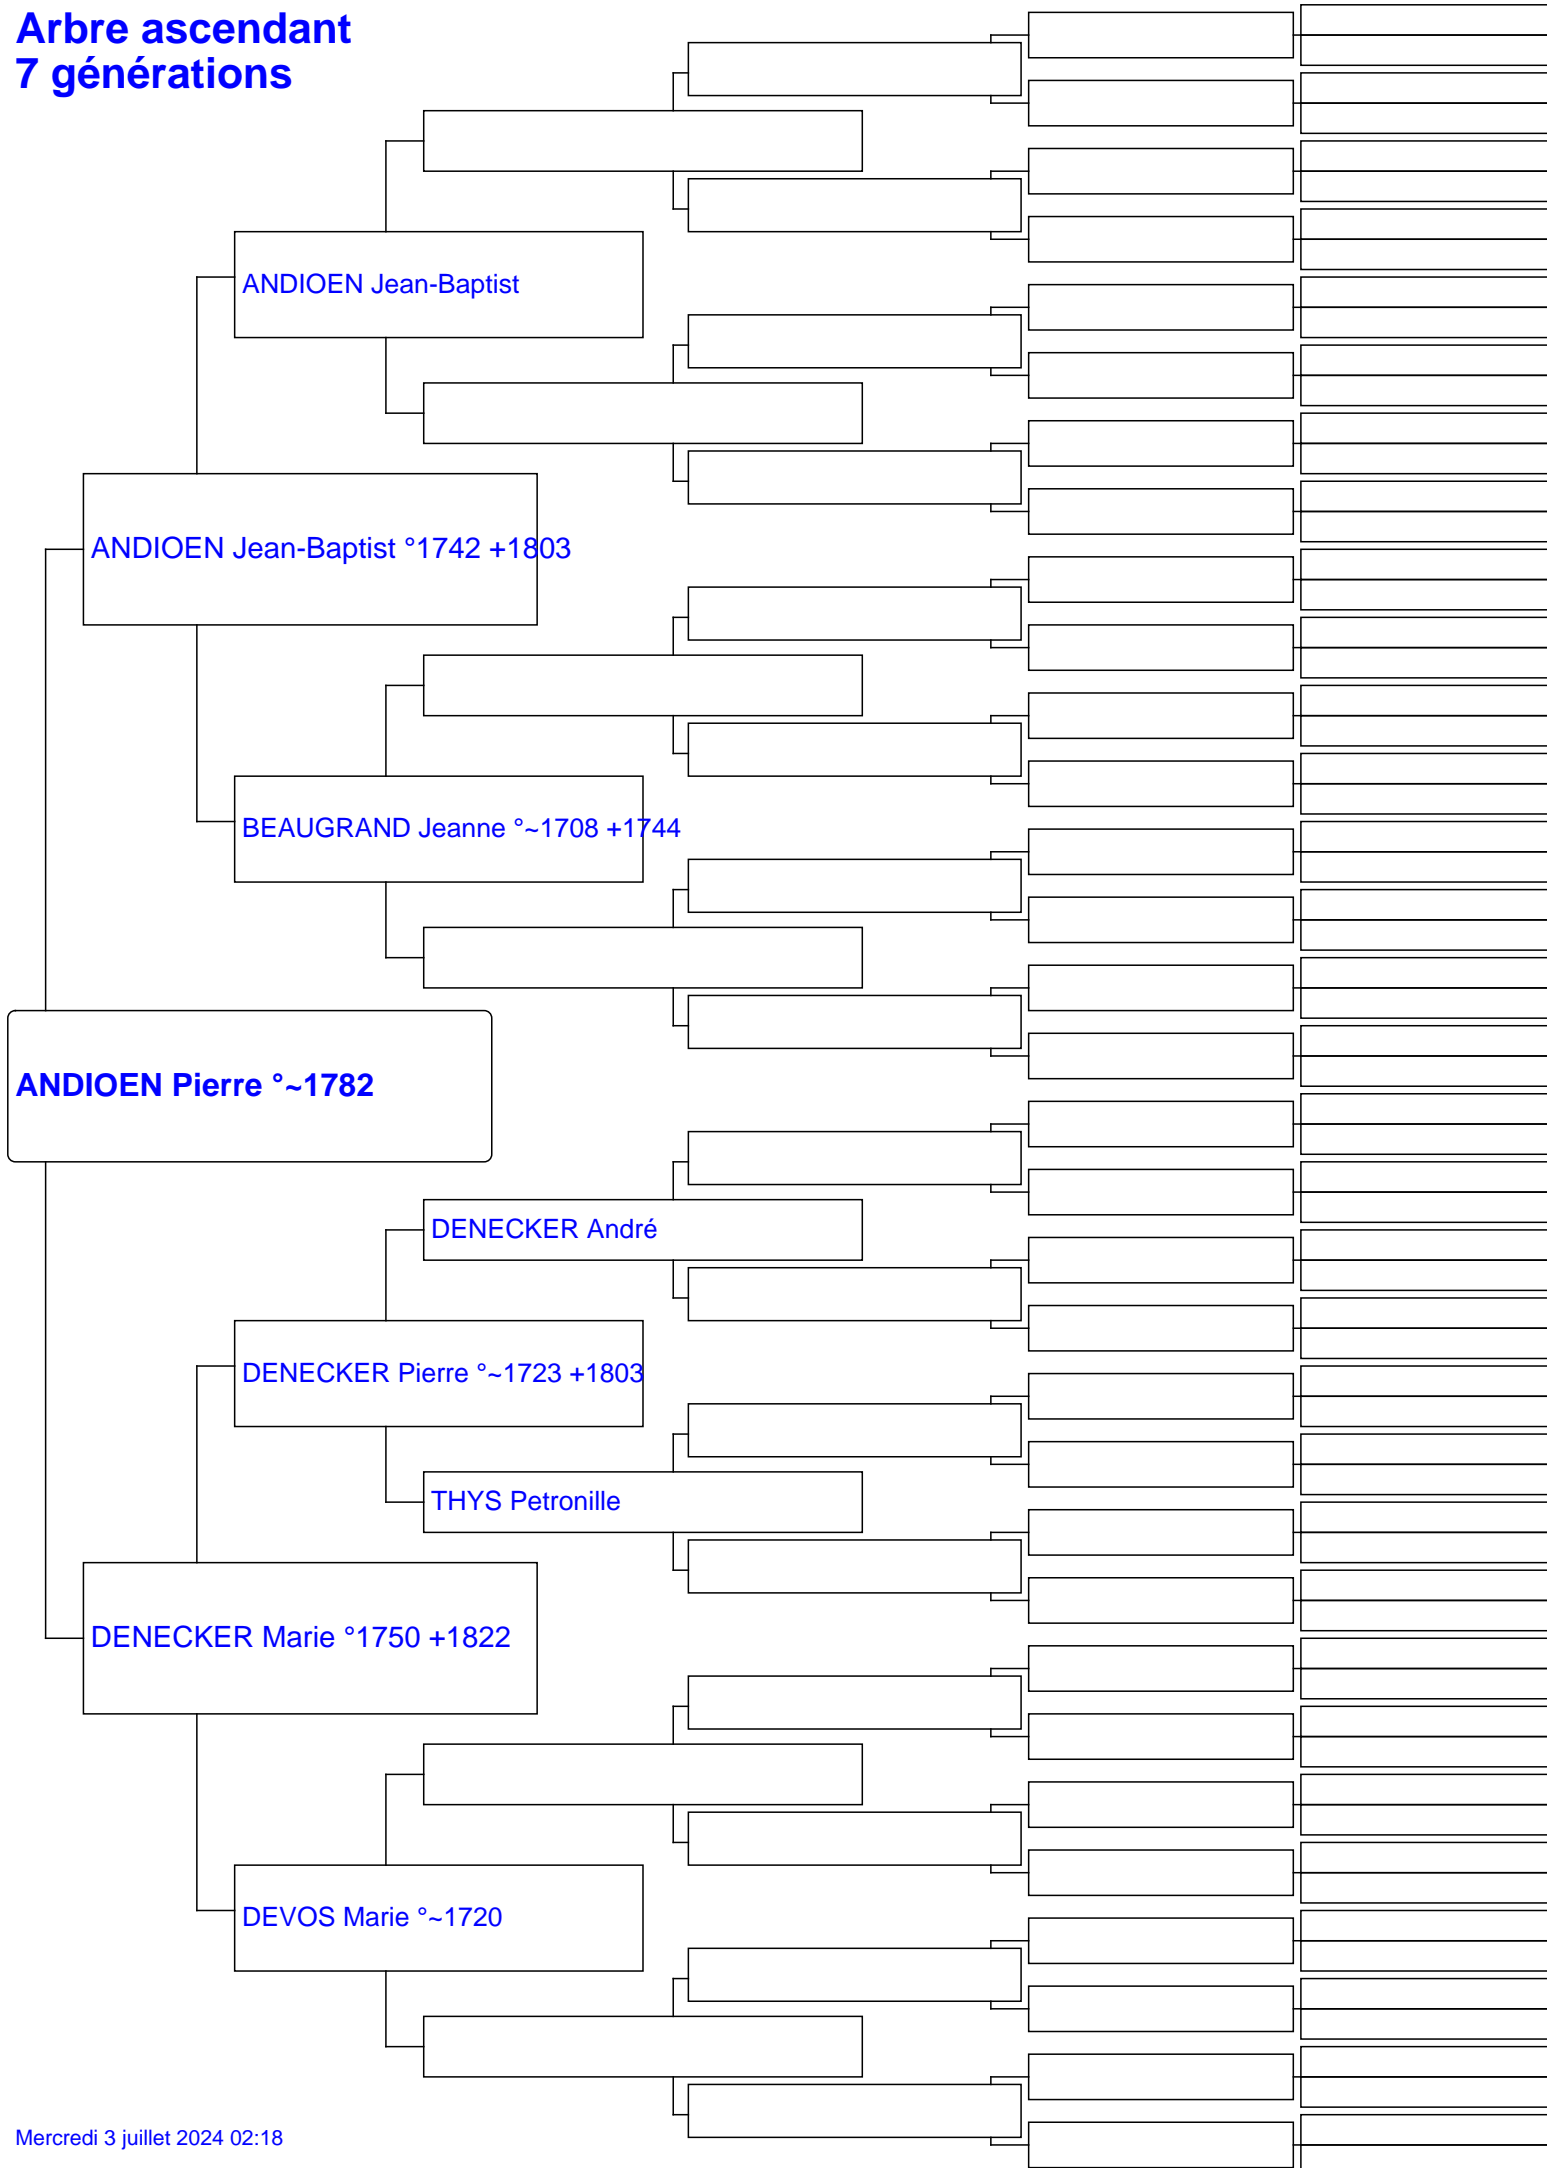 Arbre ascendant
7 générations
ANDIOEN Jean-Baptist
ANDIOEN Jean-Baptist °1742 +1803
BEAUGRAND Jeanne °~1708 +1744
ANDIOEN Pierre °~1782
DENECKER André
DENECKER Pierre °~1723 +1803
THYS Petronille
DENECKER Marie °1750 +1822
DEVOS Marie °~1720
Mercredi 3 juillet 2024 02:18